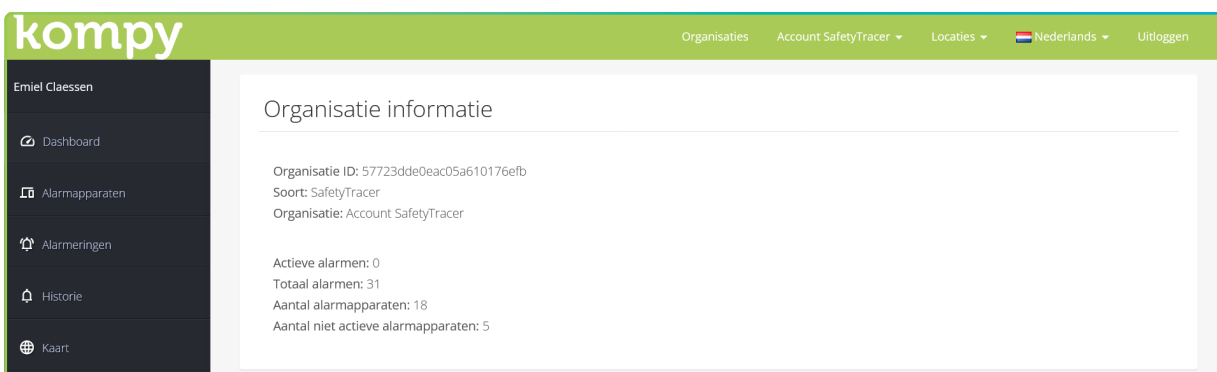 kompy
Organisaties Account SafetyTracer Locaties Nederlands Uitloggen
Emiel Claessen
Dashboard
Alarmapparaten
Alarmeringen
Historie
Kaart
Organisatie informatie
Organisatie ID: 57723dde0eac05a610176efb
Soort: SafetyTracer
Organisatie: Account SafetyTracer
Actieve alarmen: 0
Totaal alarmen: 31
Aantal alarmapparaten: 18
Aantal niet actieve alarmapparaten: 5